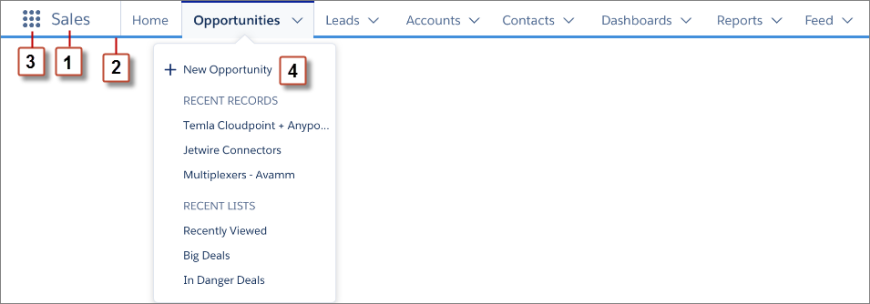 Sales Home Opportunities Leads Accounts Contacts Dashboards Reports Feed
3 1 2
+ New Opportunity 4
RECENT RECORDS
Temla Cloudpoint + Anypo...
Jetwire Connectors
Multiplexers - Avamm
RECENT LISTS
Recently Viewed
Big Deals
In Danger Deals